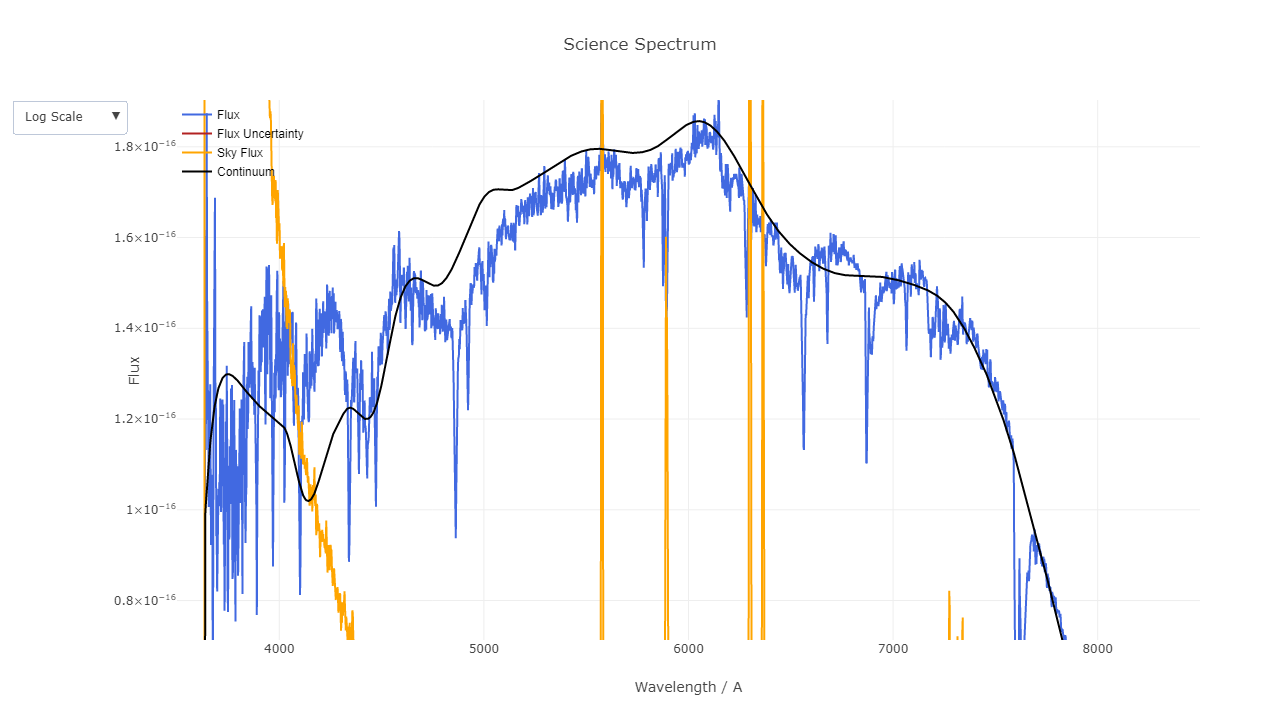 Science Spectrum
Log Scale ▼
Flux
Flux Uncertainty
Sky Flux
Continuum
1.8×10⁻¹⁶
1.6×10⁻¹⁶
1.4×10⁻¹⁶
1.2×10⁻¹⁶
1×10⁻¹⁶
0.8×10⁻¹⁶
Flux
4000 5000 6000 7000 8000
Wavelength / A